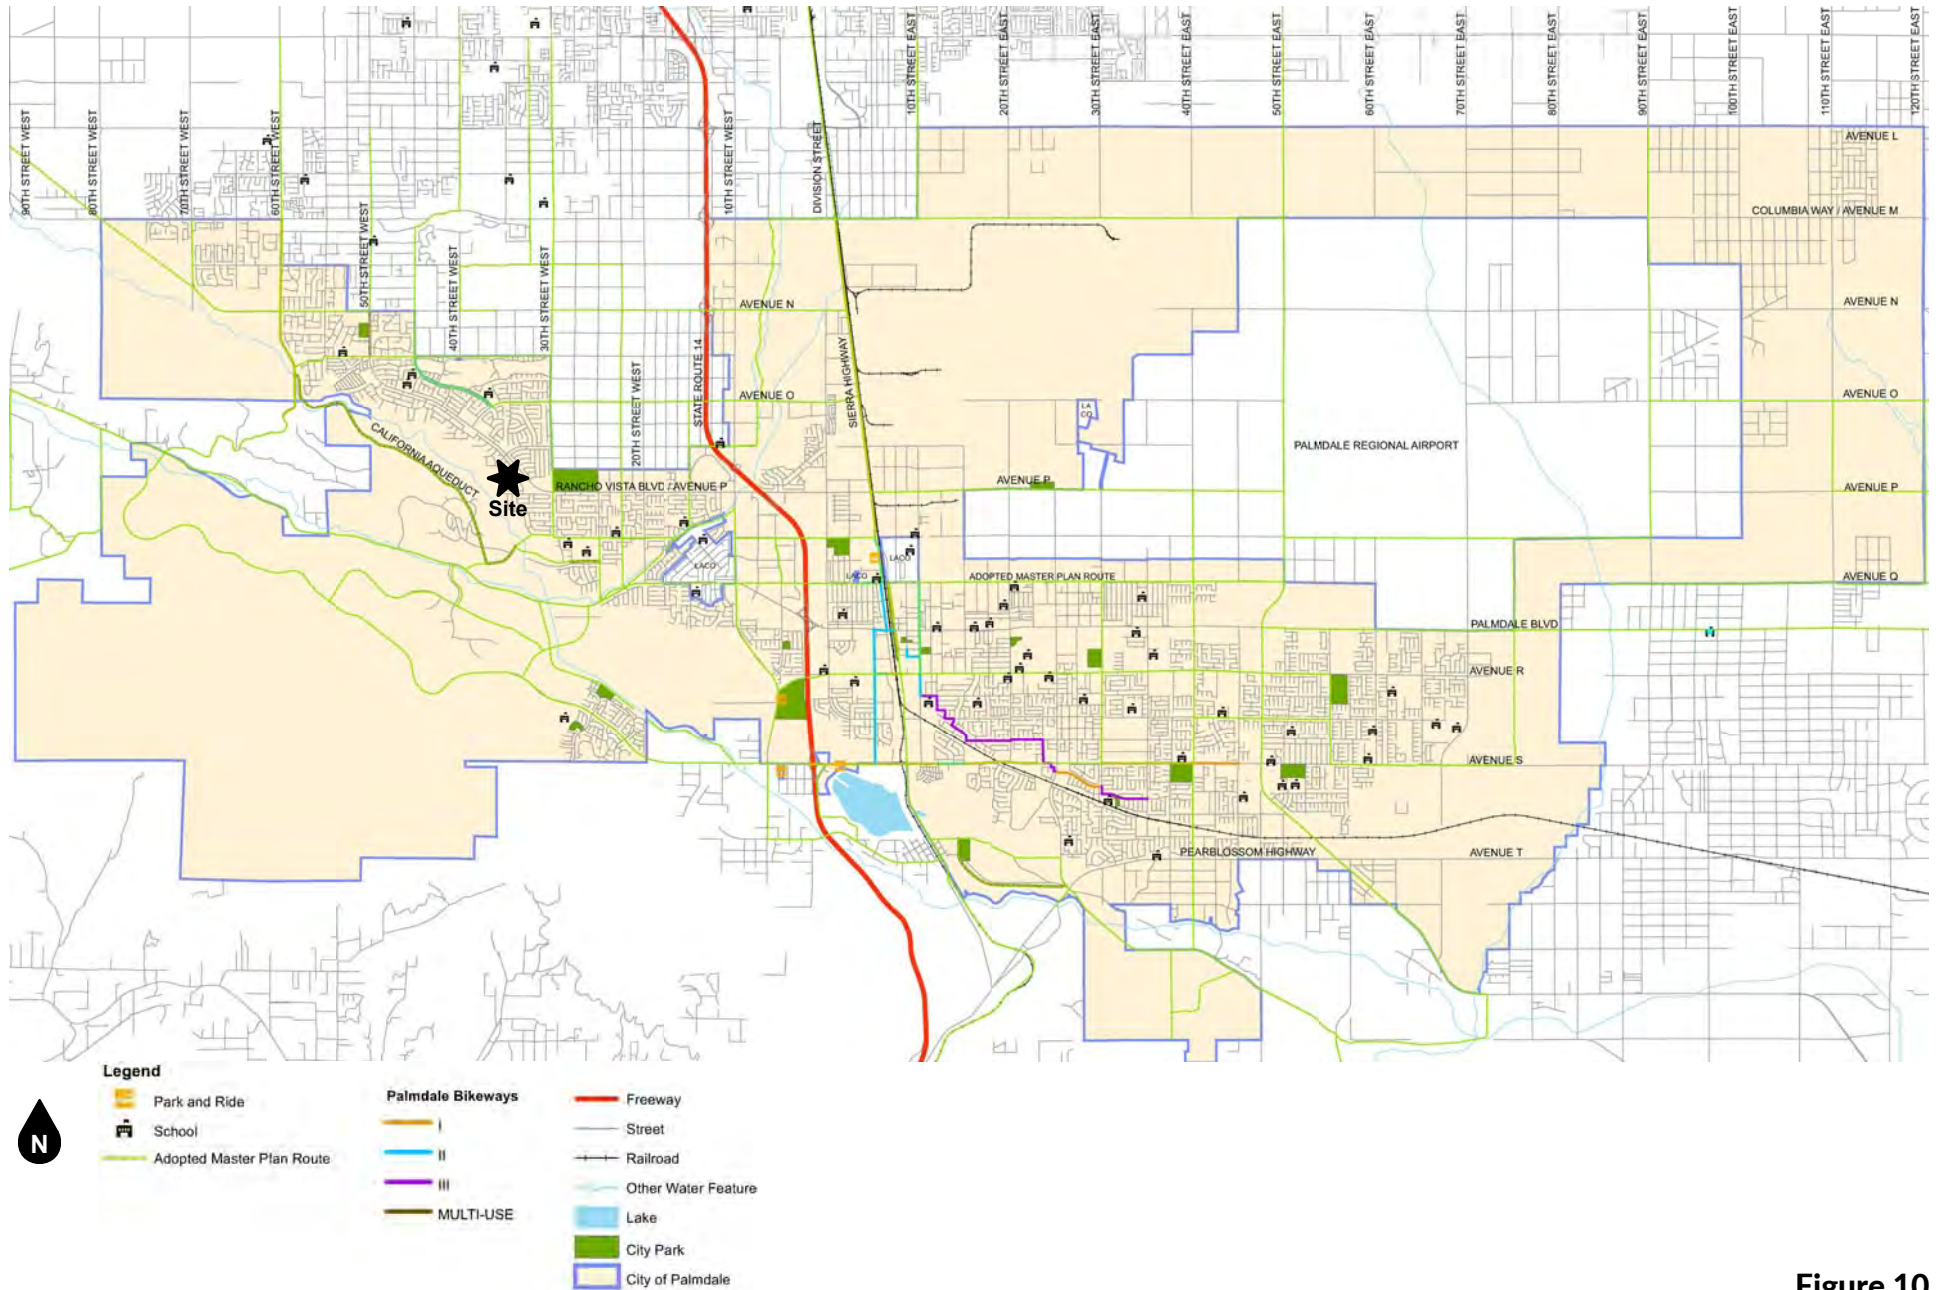 10TH STREET EAST
20TH STREET EAST
30TH STREET EAST
40TH STREET EAST
50TH STREET EAST
60TH STREET EAST
70TH STREET EAST
80TH STREET EAST
90TH STREET EAST
100TH STREET EAST
110TH STREET EAST
120TH STREET EAST
90TH STREET WEST
80TH STREET WEST
70TH STREET WEST
60TH STREET WEST
50TH STREET WEST
40TH STREET WEST
30TH STREET WEST
20TH STREET WEST
STATE ROUTE 14
10TH STREET WEST
DIVISION STREET
SIERRA HIGHWAY
AVENUE L
COLUMBIA WAY / AVENUE M
AVENUE N
AVENUE N
AVENUE O
AVENUE O
LA
CO
CALIFORNIA AQUEDUCT
PALMDALE REGIONAL AIRPORT
Site
RANCHO VISTA BLVD / AVENUE P
AVENUE P
AVENUE P
LACO
LACO
LACO
ADOPTED MASTER PLAN ROUTE
AVENUE Q
PALMDALE BLVD
AVENUE R
AVENUE S
PEARBLOSSOM HIGHWAY
AVENUE T
Legend
Park and Ride
School
Adopted Master Plan Route
Palmdale Bikeways
I
II
III
MULTI-USE
Freeway
Street
Railroad
Other Water Feature
Lake
City Park
City of Palmdale
N
Figure 10